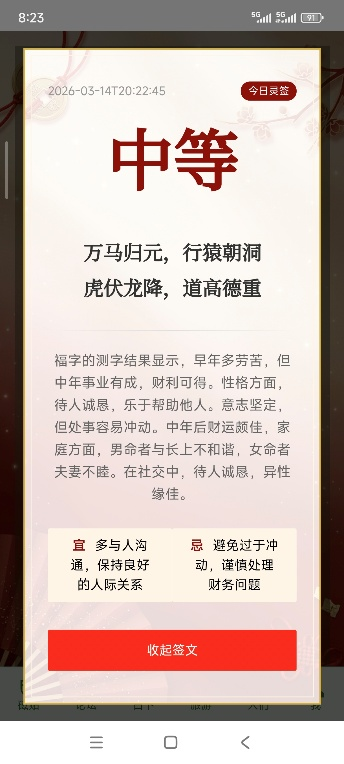 8:23
5G 5G 91
2026-03-14T20:22:45
今日灵签
中等
万马归元，行猿朝洞
虎伏龙降，道高德重
福字的测字结果显示，早年多劳苦，但
中年事业有成，财利可得。性格方面，
待人诚恳，乐于帮助他人。意志坚定，
但处事容易冲动。中年后财运颇佳，家
庭方面，男命者与长上不和谐，女命者
夫妻不睦。在社交中，待人诚恳，异性
缘佳。
宜 多与人沟
通，保持良好
的人际关系
忌 避免过于冲
动，谨慎处理
财务问题
收起签文